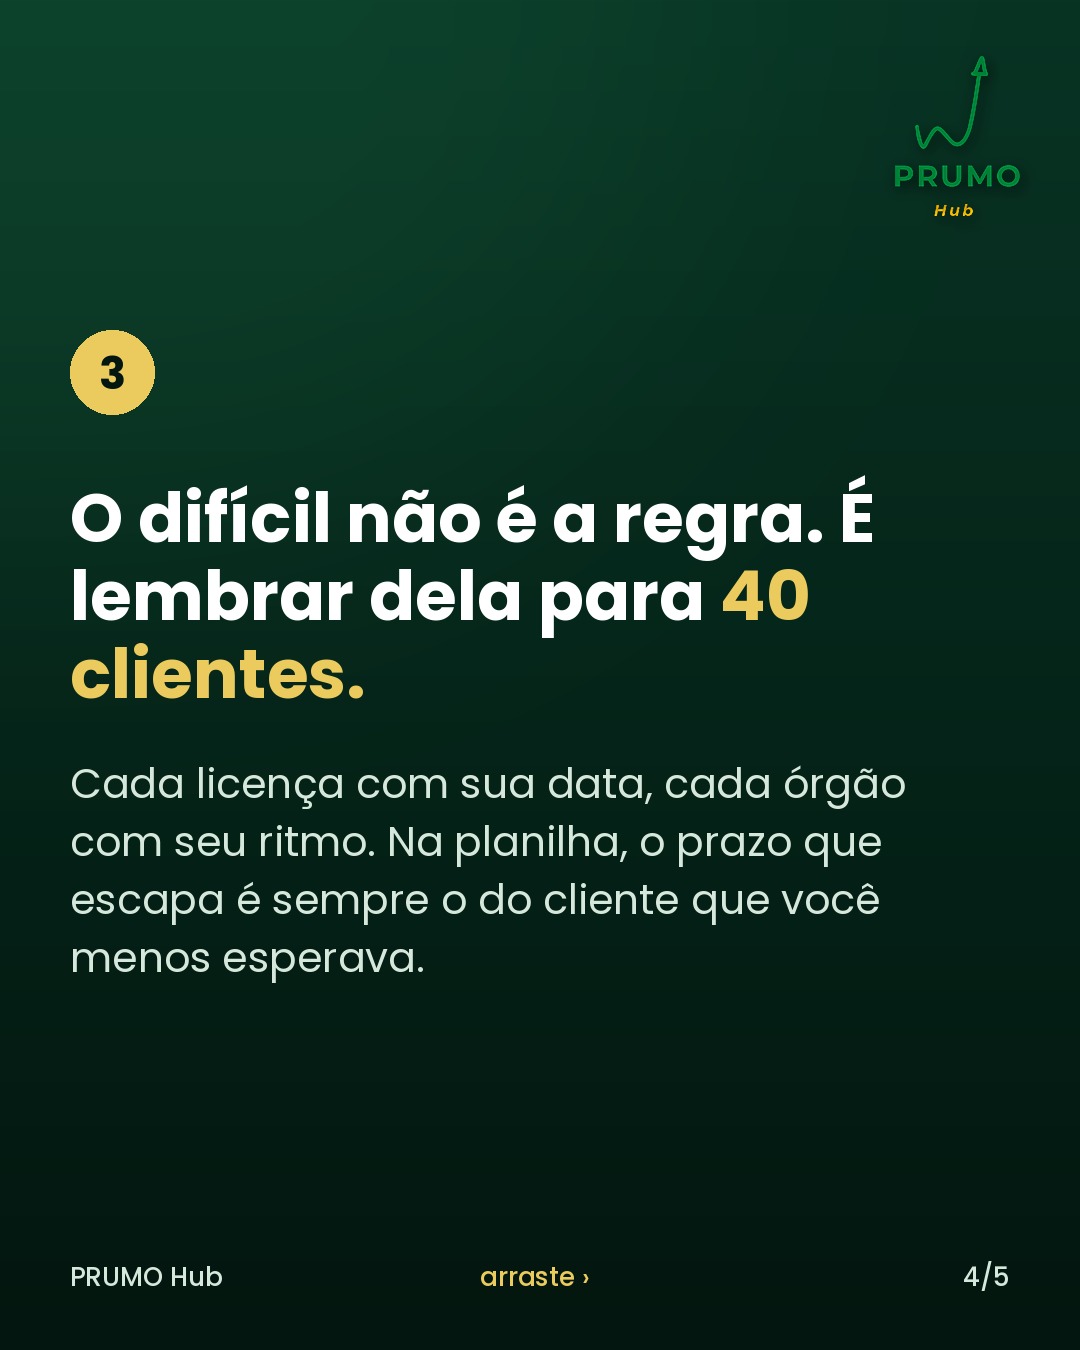 PRUMO
Hub
3
O difícil não é a regra. É
lembrar dela para 40
clientes.
Cada licença com sua data, cada órgão
com seu ritmo. Na planilha, o prazo que
escapa é sempre o do cliente que você
menos esperava.
PRUMO Hub
arraste ›
4/5